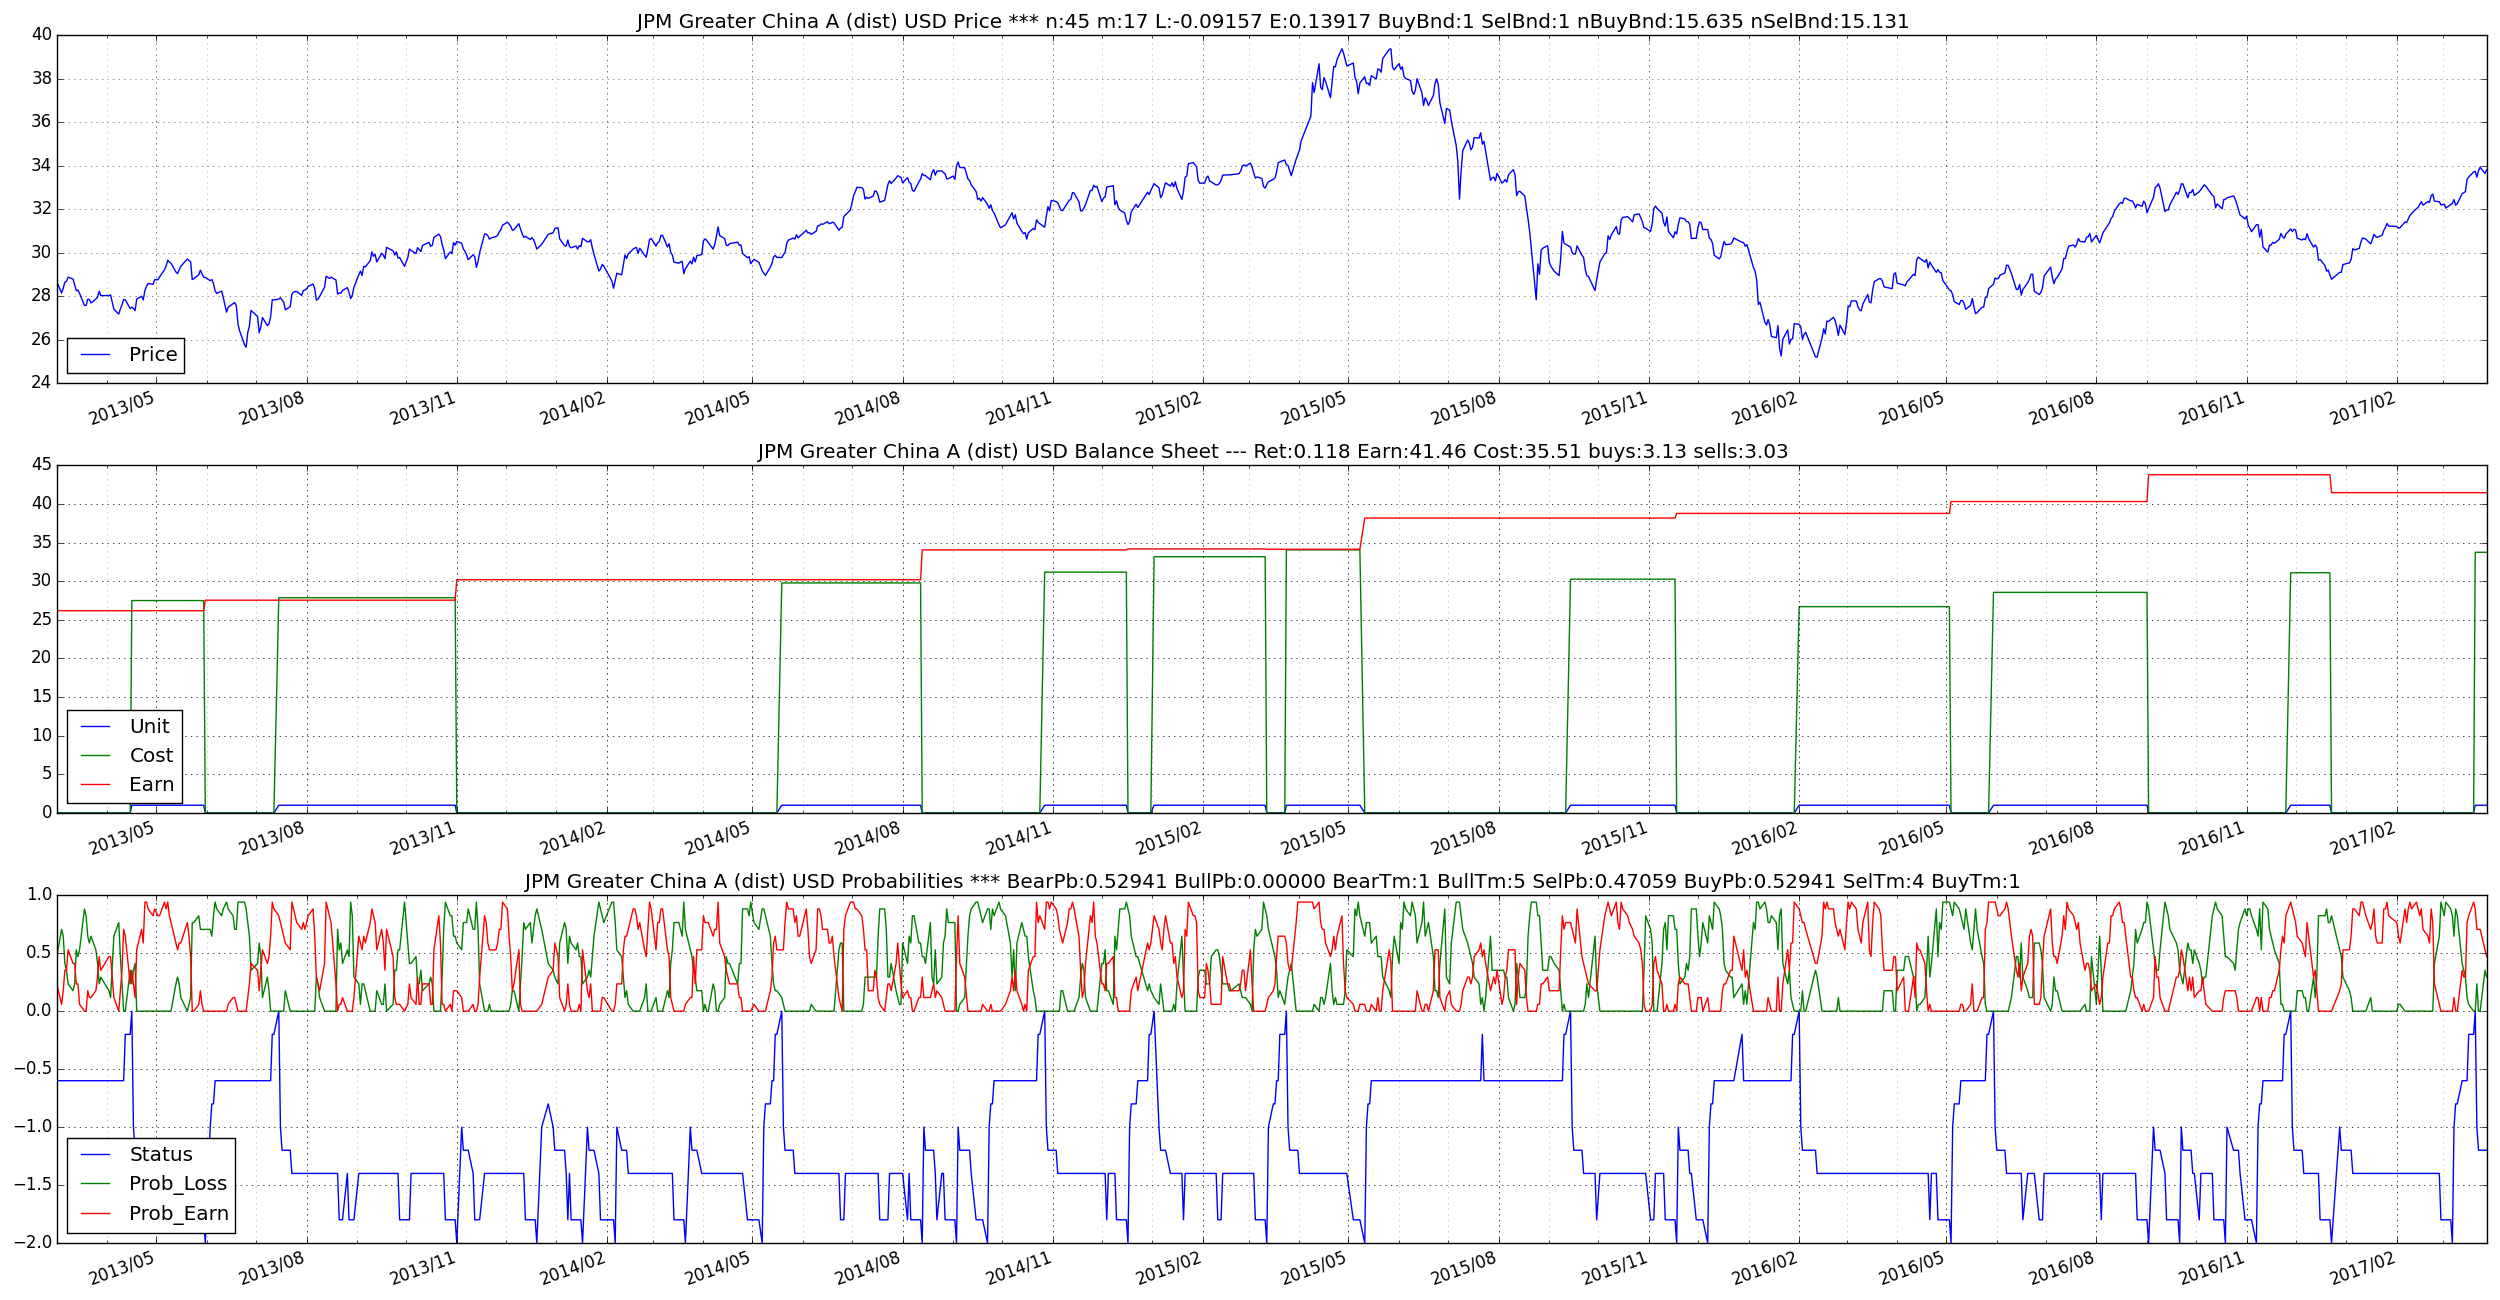 JPM Greater China A (dist) USD Price *** n:45 m:17 L:-0.09157 E:0.13917 BuyBnd:1 SelBnd:1 nBuyBnd:15.635 nSelBnd:15.131
40
38
36
34
32
30
28
26
24
Price
2013/05 2013/08 2013/11 2014/02 2014/05 2014/08 2014/11 2015/02 2015/05 2015/08 2015/11 2016/02 2016/05 2016/08 2016/11 2017/02
JPM Greater China A (dist) USD Balance Sheet --- Ret:0.118 Earn:41.46 Cost:35.51 buys:3.13 sells:3.03
45
40
35
30
25
20
15
10
5
0
Unit
Cost
Earn
2013/05 2013/08 2013/11 2014/02 2014/05 2014/08 2014/11 2015/02 2015/05 2015/08 2015/11 2016/02 2016/05 2016/08 2016/11 2017/02
JPM Greater China A (dist) USD Probabilities *** BearPb:0.52941 BullPb:0.00000 BearTm:1 BullTm:5 SelPb:0.47059 BuyPb:0.52941 SelTm:4 BuyTm:1
1.0
0.5
0.0
−0.5
−1.0
−1.5
−2.0
Status
Prob_Loss
Prob_Earn
2013/05 2013/08 2013/11 2014/02 2014/05 2014/08 2014/11 2015/02 2015/05 2015/08 2015/11 2016/02 2016/05 2016/08 2016/11 2017/02